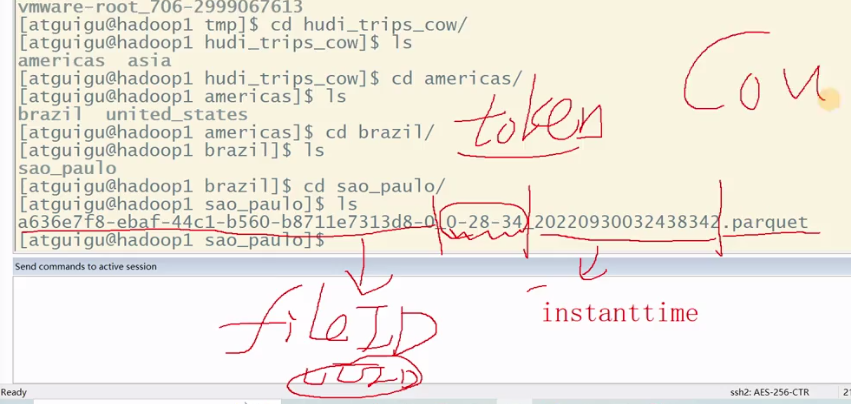 vmware-root_706-2999067613
[atguigu@hadoop1 tmp]$ cd hudi_trips_cow/
[atguigu@hadoop1 hudi_trips_cow]$ ls
americas  asia
[atguigu@hadoop1 hudi_trips_cow]$ cd americas/
[atguigu@hadoop1 americas]$ ls
brazil  united_states
[atguigu@hadoop1 americas]$ cd brazil/
[atguigu@hadoop1 brazil]$ ls
sao_paulo
[atguigu@hadoop1 brazil]$ cd sao_paulo/
[atguigu@hadoop1 sao_paulo]$ ls
a636e7f8-ebaf-44c1-b560-b8711e7313d8-0_0-28-34_20220930032438342.parquet
[atguigu@hadoop1 sao_paulo]$
token
Cow
Send commands to active session
fileID
UUID
instanttime
Ready
ssh2: AES-256-CTR